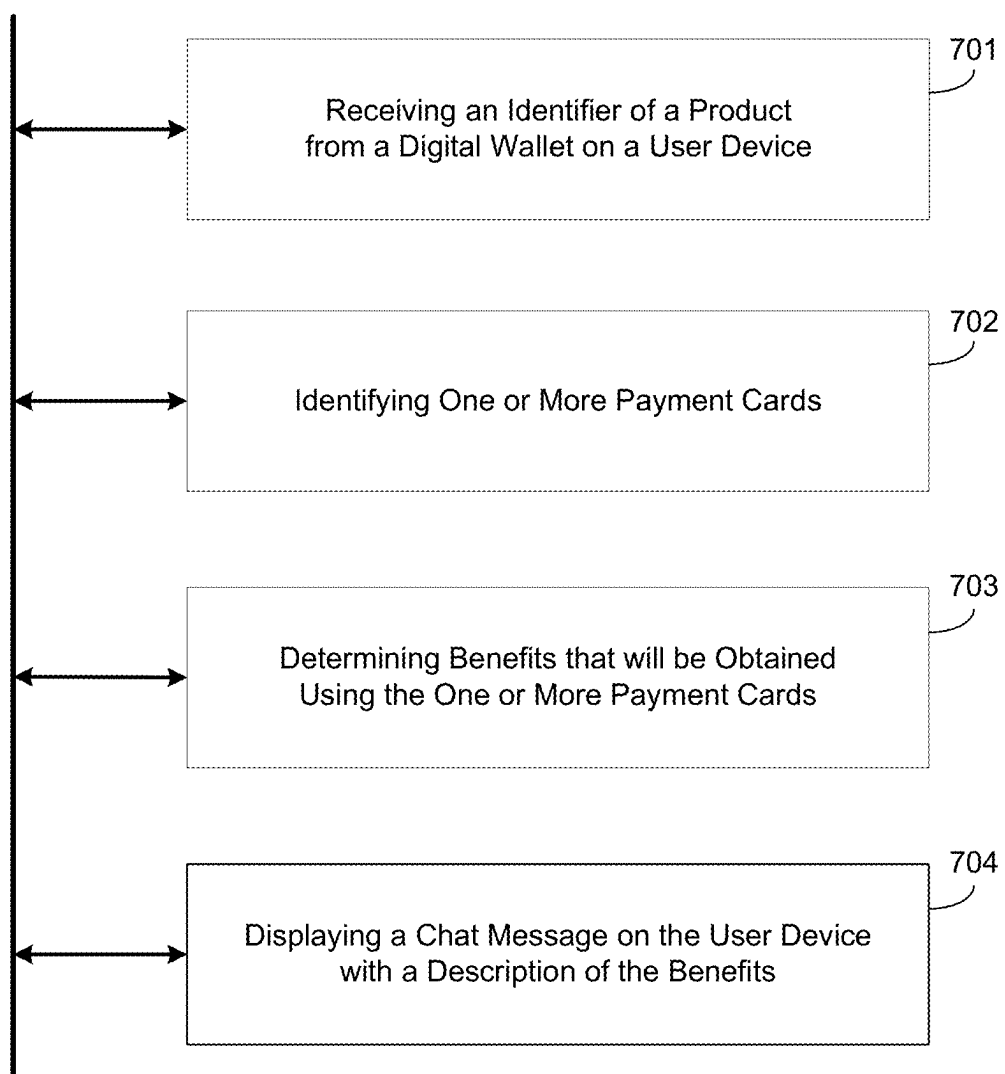 701
Receiving an Identifier of a Product
from a Digital Wallet on a User Device
702
Identifying One or More Payment Cards
703
Determining Benefits that will be Obtained
Using the One or More Payment Cards
704
Displaying a Chat Message on the User Device
with a Description of the Benefits